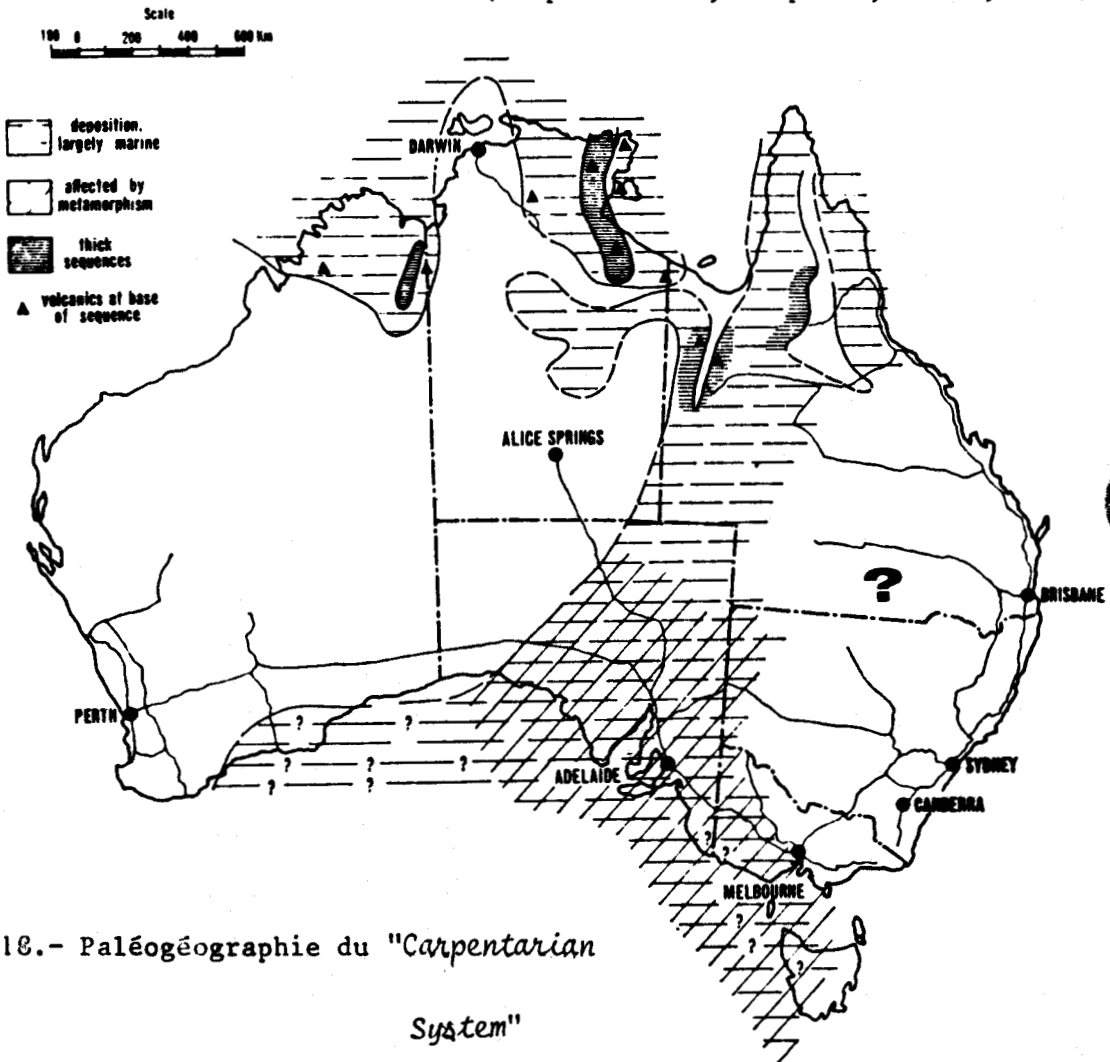 Scale
100 0 200 400 600 Km
deposition,
largely marine
affected by
metamorphism
thick
sequences
volcanics at base
of sequence
DARWIN
ALICE SPRINGS
?
BRISBANE
PERTH
? ?
? ? ?
? ?
ADELAIDE
SYDNEY
CANBERRA
? ?
MELBOURNE
?
?
?
18.- Paléogéographie du "Carpentarian
System"